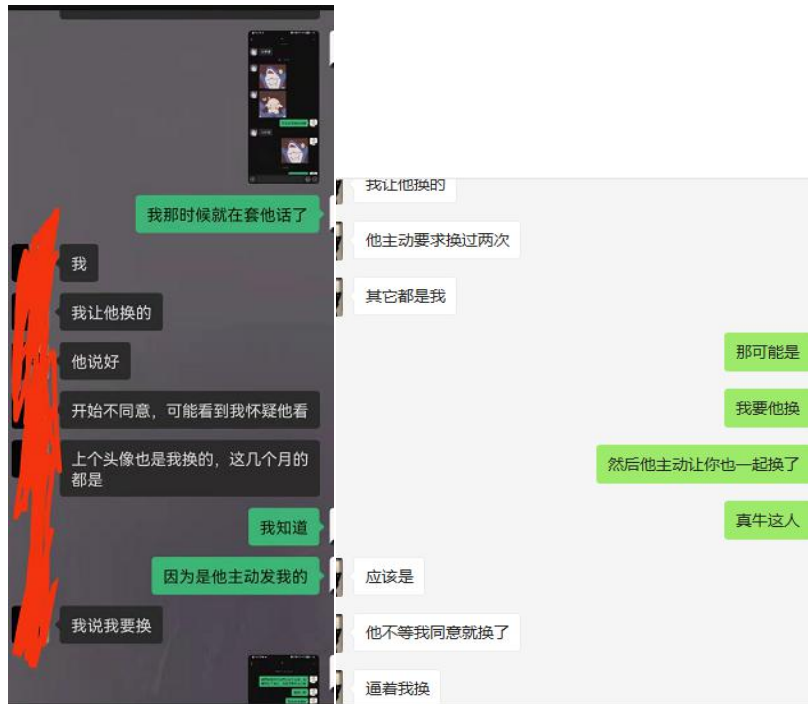 我那时候就在套他话了
我
我让他换的
他说好
开始不同意，可能看到我怀疑他看
上个头像也是我换的，这几个月的
都是
我知道
因为是他主动发我的
我说我要换
我让他换的
他主动要求换过两次
其它都是我
那可能是
我要他换
然后他主动让你也一起换了
真牛这人
应该是
他不等我同意就换了
逼着我换